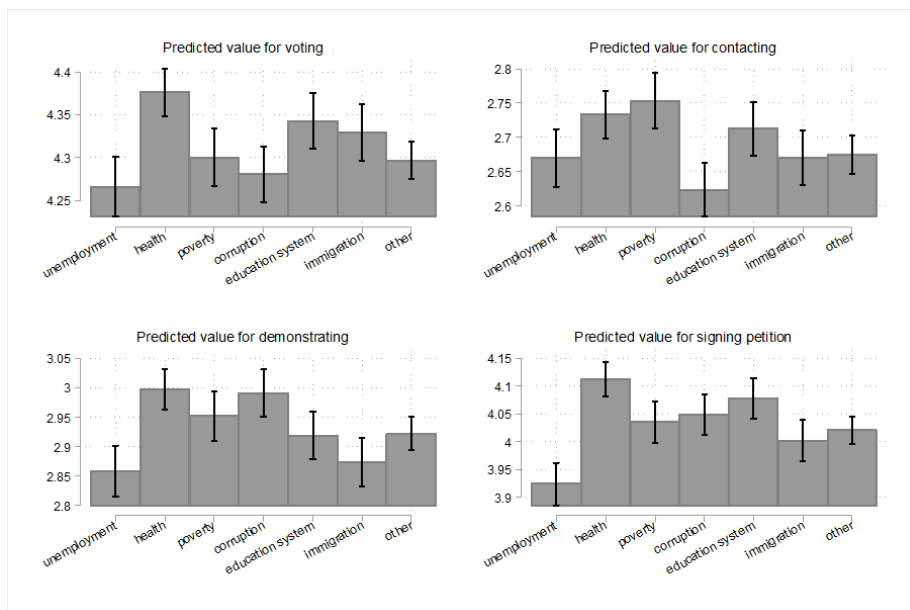 Predicted value for voting
4.4
4.35
4.3
4.25
unemployment
health
poverty
corruption
education system
immigration
other
Predicted value for contacting
2.8
2.75
2.7
2.65
2.6
unemployment
health
poverty
corruption
education system
immigration
other
Predicted value for demonstrating
3.05
3
2.95
2.9
2.85
2.8
unemployment
health
poverty
corruption
education system
immigration
other
Predicted value for signing petition
4.15
4.1
4.05
4
3.95
3.9
unemployment
health
poverty
corruption
education system
immigration
other